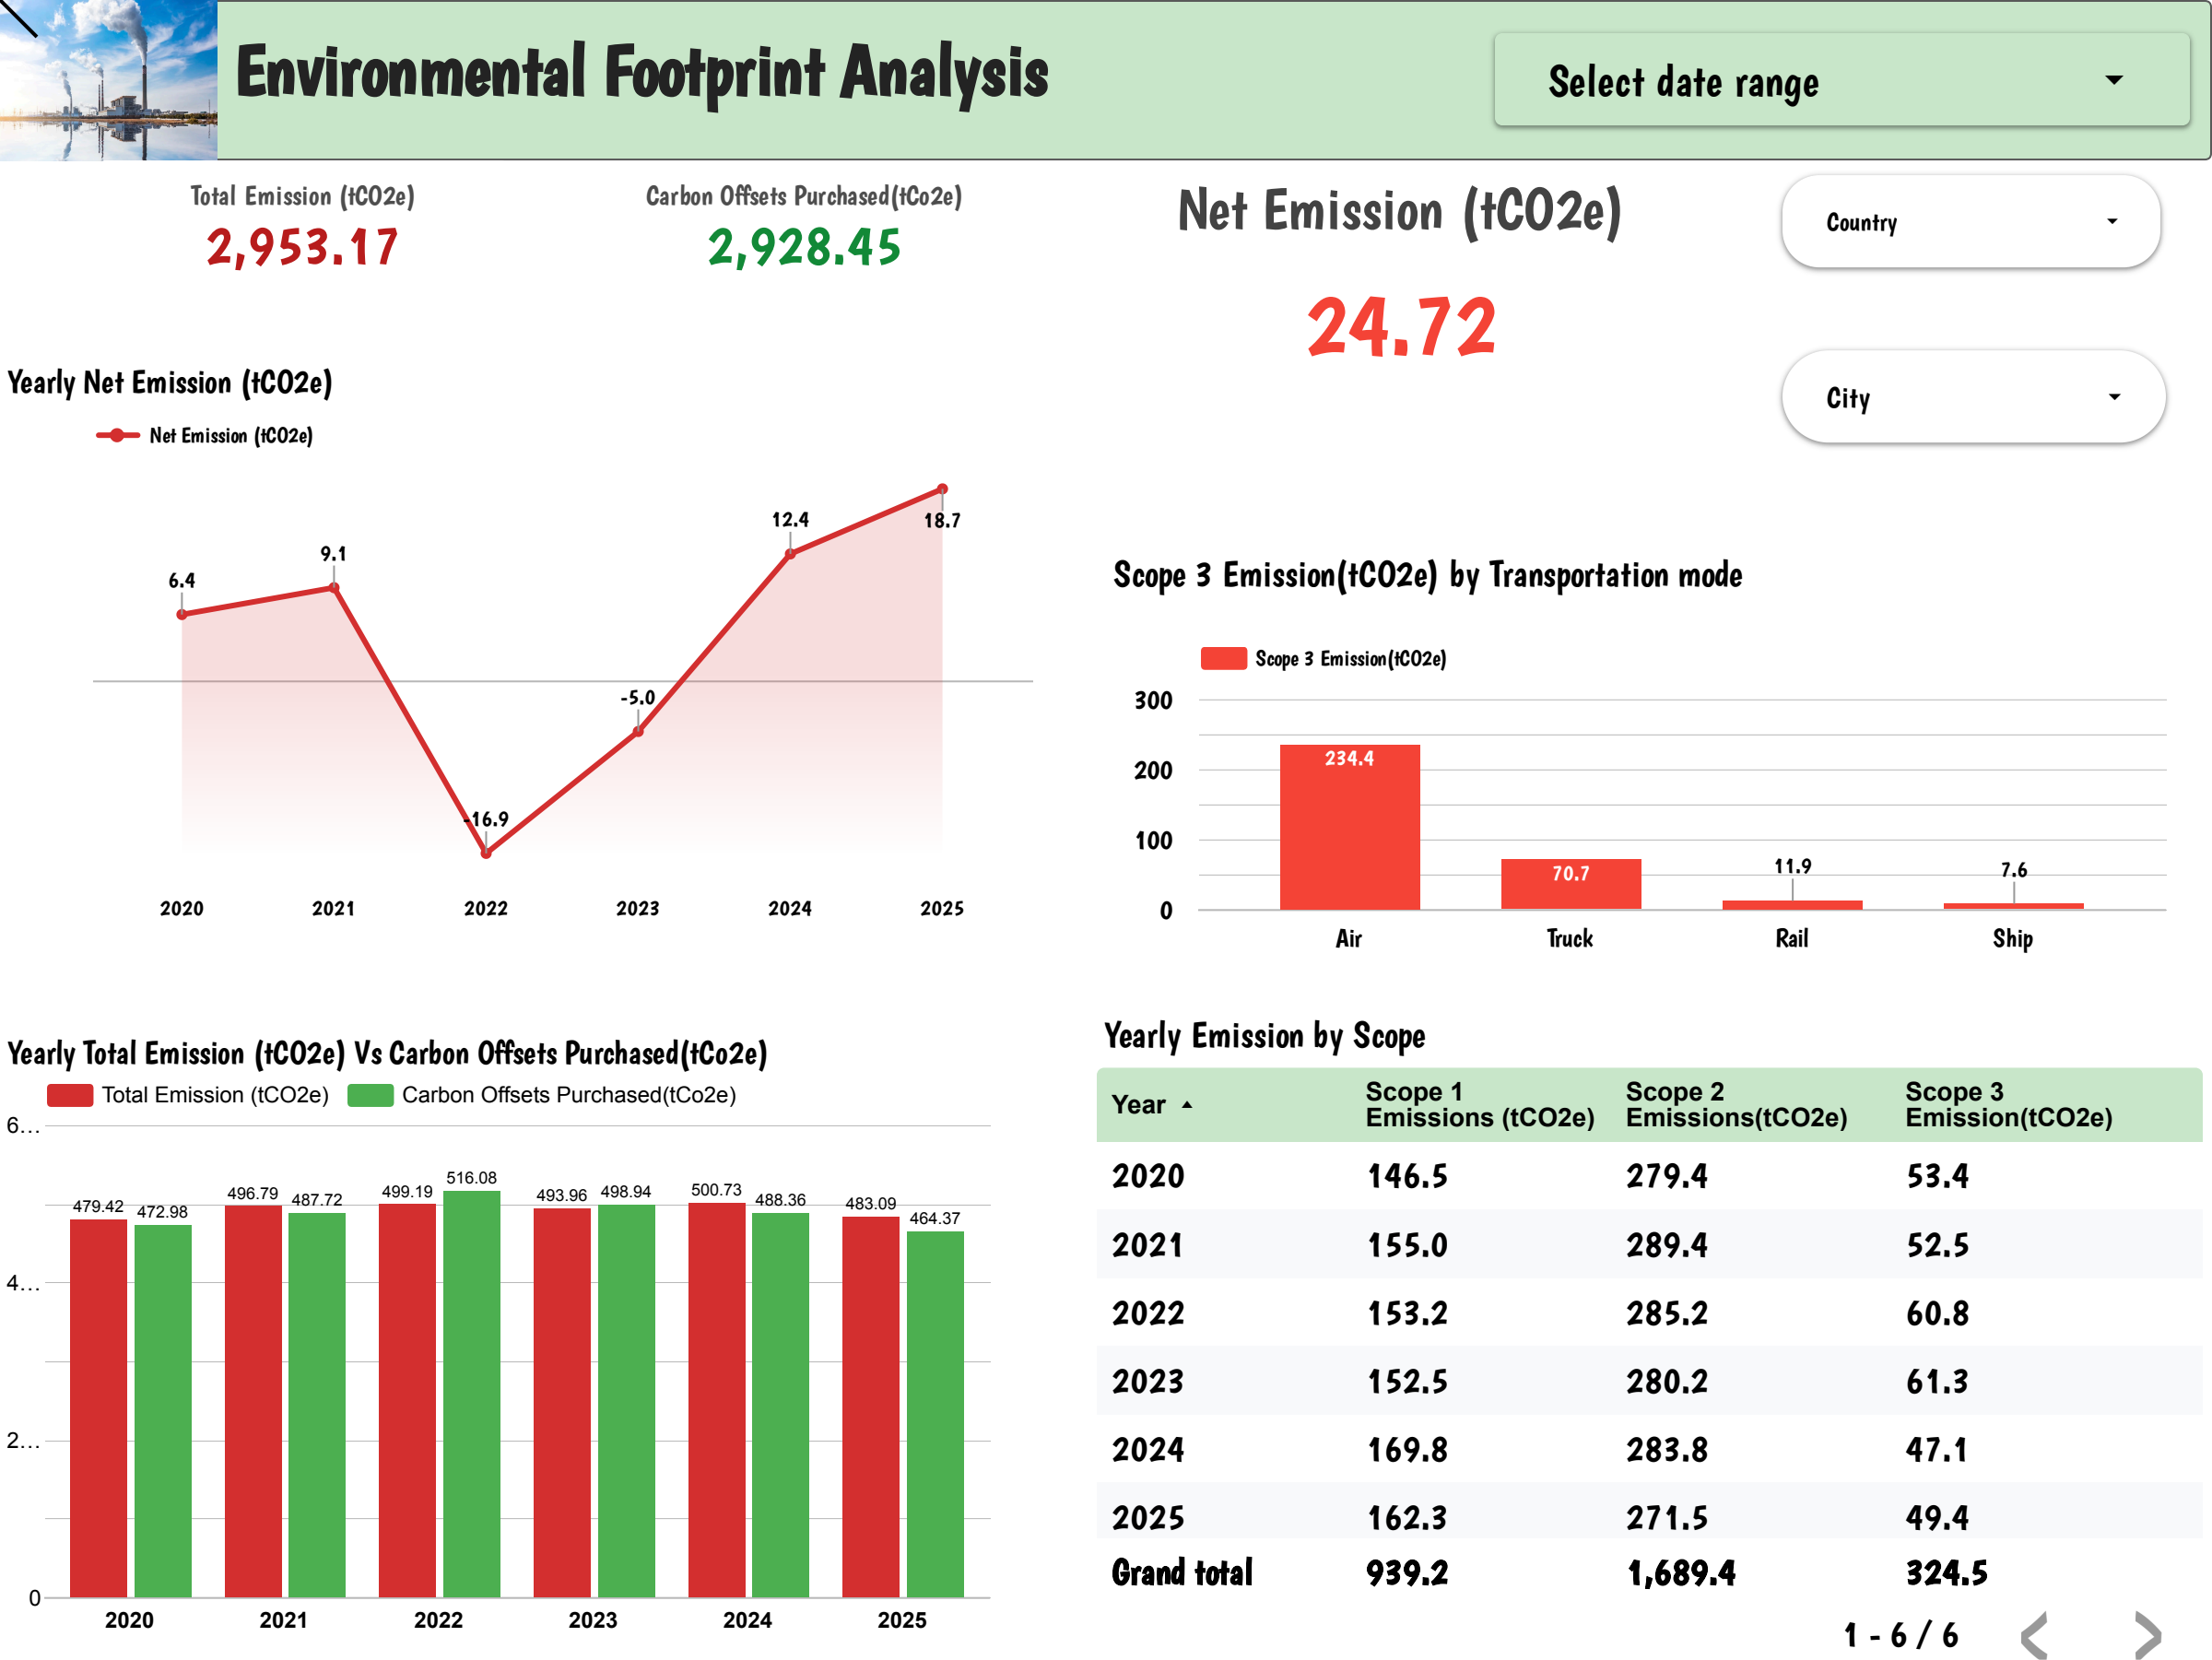 Environmental Footprint Analysis
Select date range
Total Emission (tCO2e)
2,953.17
Carbon Offsets Purchased(tCo2e)
2,928.45
Net Emission (tCO2e)
24.72
Country
City
Yearly Net Emission (tCO2e)
Net Emission (tCO2e)
6.4
9.1
-16.9
-5.0
12.4
18.7
2020 2021 2022 2023 2024 2025
Scope 3 Emission(tCO2e) by Transportation mode
Scope 3 Emission(tCO2e)
300
200
100
0
234.4
70.7
11.9
7.6
Air Truck Rail Ship
Yearly Total Emission (tCO2e) Vs Carbon Offsets Purchased(tCo2e)
Total Emission (tCO2e) Carbon Offsets Purchased(tCo2e)
6...
4...
2...
0
479.42 472.98
496.79 487.72
499.19 516.08
493.96 498.94
500.73 488.36
483.09 464.37
2020 2021 2022 2023 2024 2025
Yearly Emission by Scope
Year Scope 1 Emissions (tCO2e) Scope 2 Emissions(tCO2e) Scope 3 Emission(tCO2e)
2020 146.5 279.4 53.4
2021 155.0 289.4 52.5
2022 153.2 285.2 60.8
2023 152.5 280.2 61.3
2024 169.8 283.8 47.1
2025 162.3 271.5 49.4
Grand total 939.2 1,689.4 324.5
1 - 6 / 6